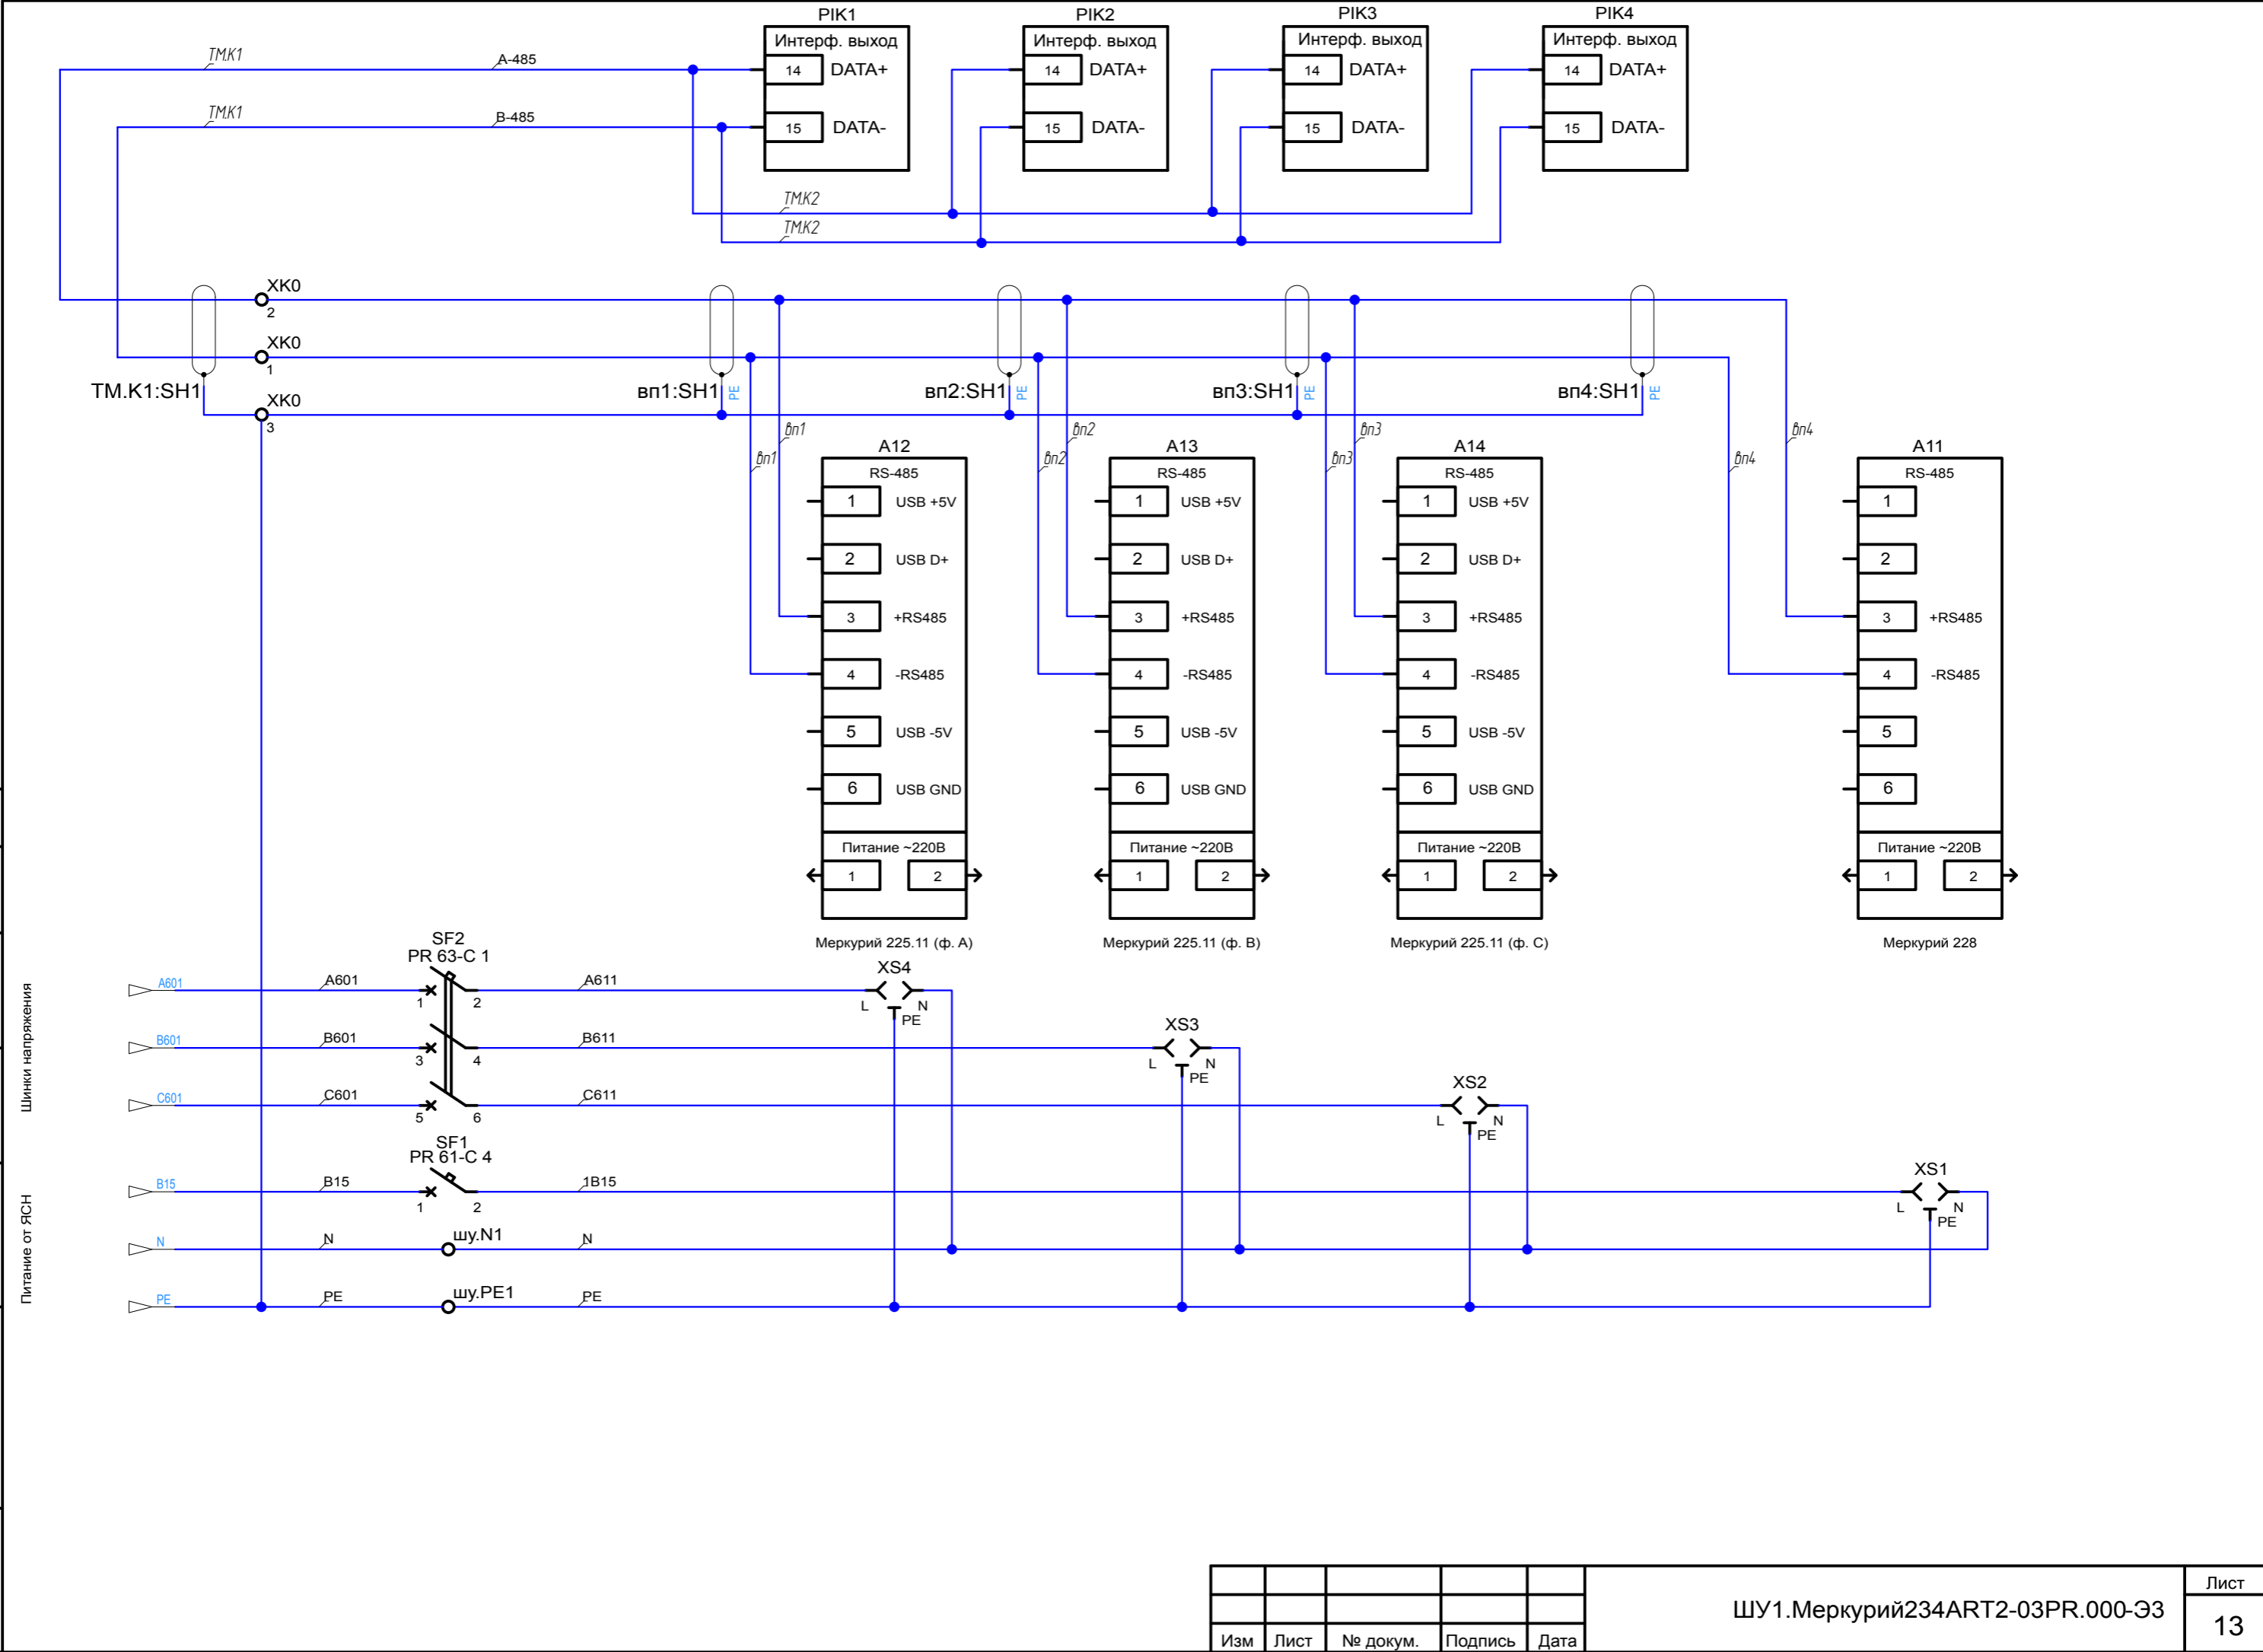 PIK1
PIK2
PIK3
PIK4
Интерф. выход
Интерф. выход
Интерф. выход
Интерф. выход
ТМ.К1
A-485
14 DATA+
14 DATA+
14 DATA+
14 DATA+
ТМ.К1
B-485
15 DATA-
15 DATA-
15 DATA-
15 DATA-
ТМ.К2
ТМ.К2
XK0
2
XK0
1
TM.K1:SH1
вп1:SH1
PE
вп2:SH1
PE
вп3:SH1
PE
вп4:SH1
PE
XK0
3
вп1
вп1
вп2
вп2
вп3
вп3
вп4
вп4
A12
RS-485
1 USB +5V
2 USB D+
3 +RS485
4 -RS485
5 USB -5V
6 USB GND
Питание ~220В
1 2
Меркурий 225.11 (ф. А)
A13
RS-485
1 USB +5V
2 USB D+
3 +RS485
4 -RS485
5 USB -5V
6 USB GND
Питание ~220В
1 2
Меркурий 225.11 (ф. В)
A14
RS-485
1 USB +5V
2 USB D+
3 +RS485
4 -RS485
5 USB -5V
6 USB GND
Питание ~220В
1 2
Меркурий 225.11 (ф. С)
A11
RS-485
1
2
3 +RS485
4 -RS485
5
6
Питание ~220В
1 2
Меркурий 228
Шинки напряжения
SF2
PR 63-C 1
A601
A601
1 2
A611
XS4
L N
PE
B601
B601
3 4
B611
XS3
L N
PE
C601
C601
5 6
C611
XS2
L N
PE
Питание от ЯСН
SF1
PR 61-C 4
B15
B15
1 2
1B15
XS1
L N
PE
N
N
шу.N1
N
PE
PE
шу.PE1
PE
Изм Лист № докум. Подпись Дата
ШУ1.Меркурий234ART2-03PR.000-Э3
Лист
13